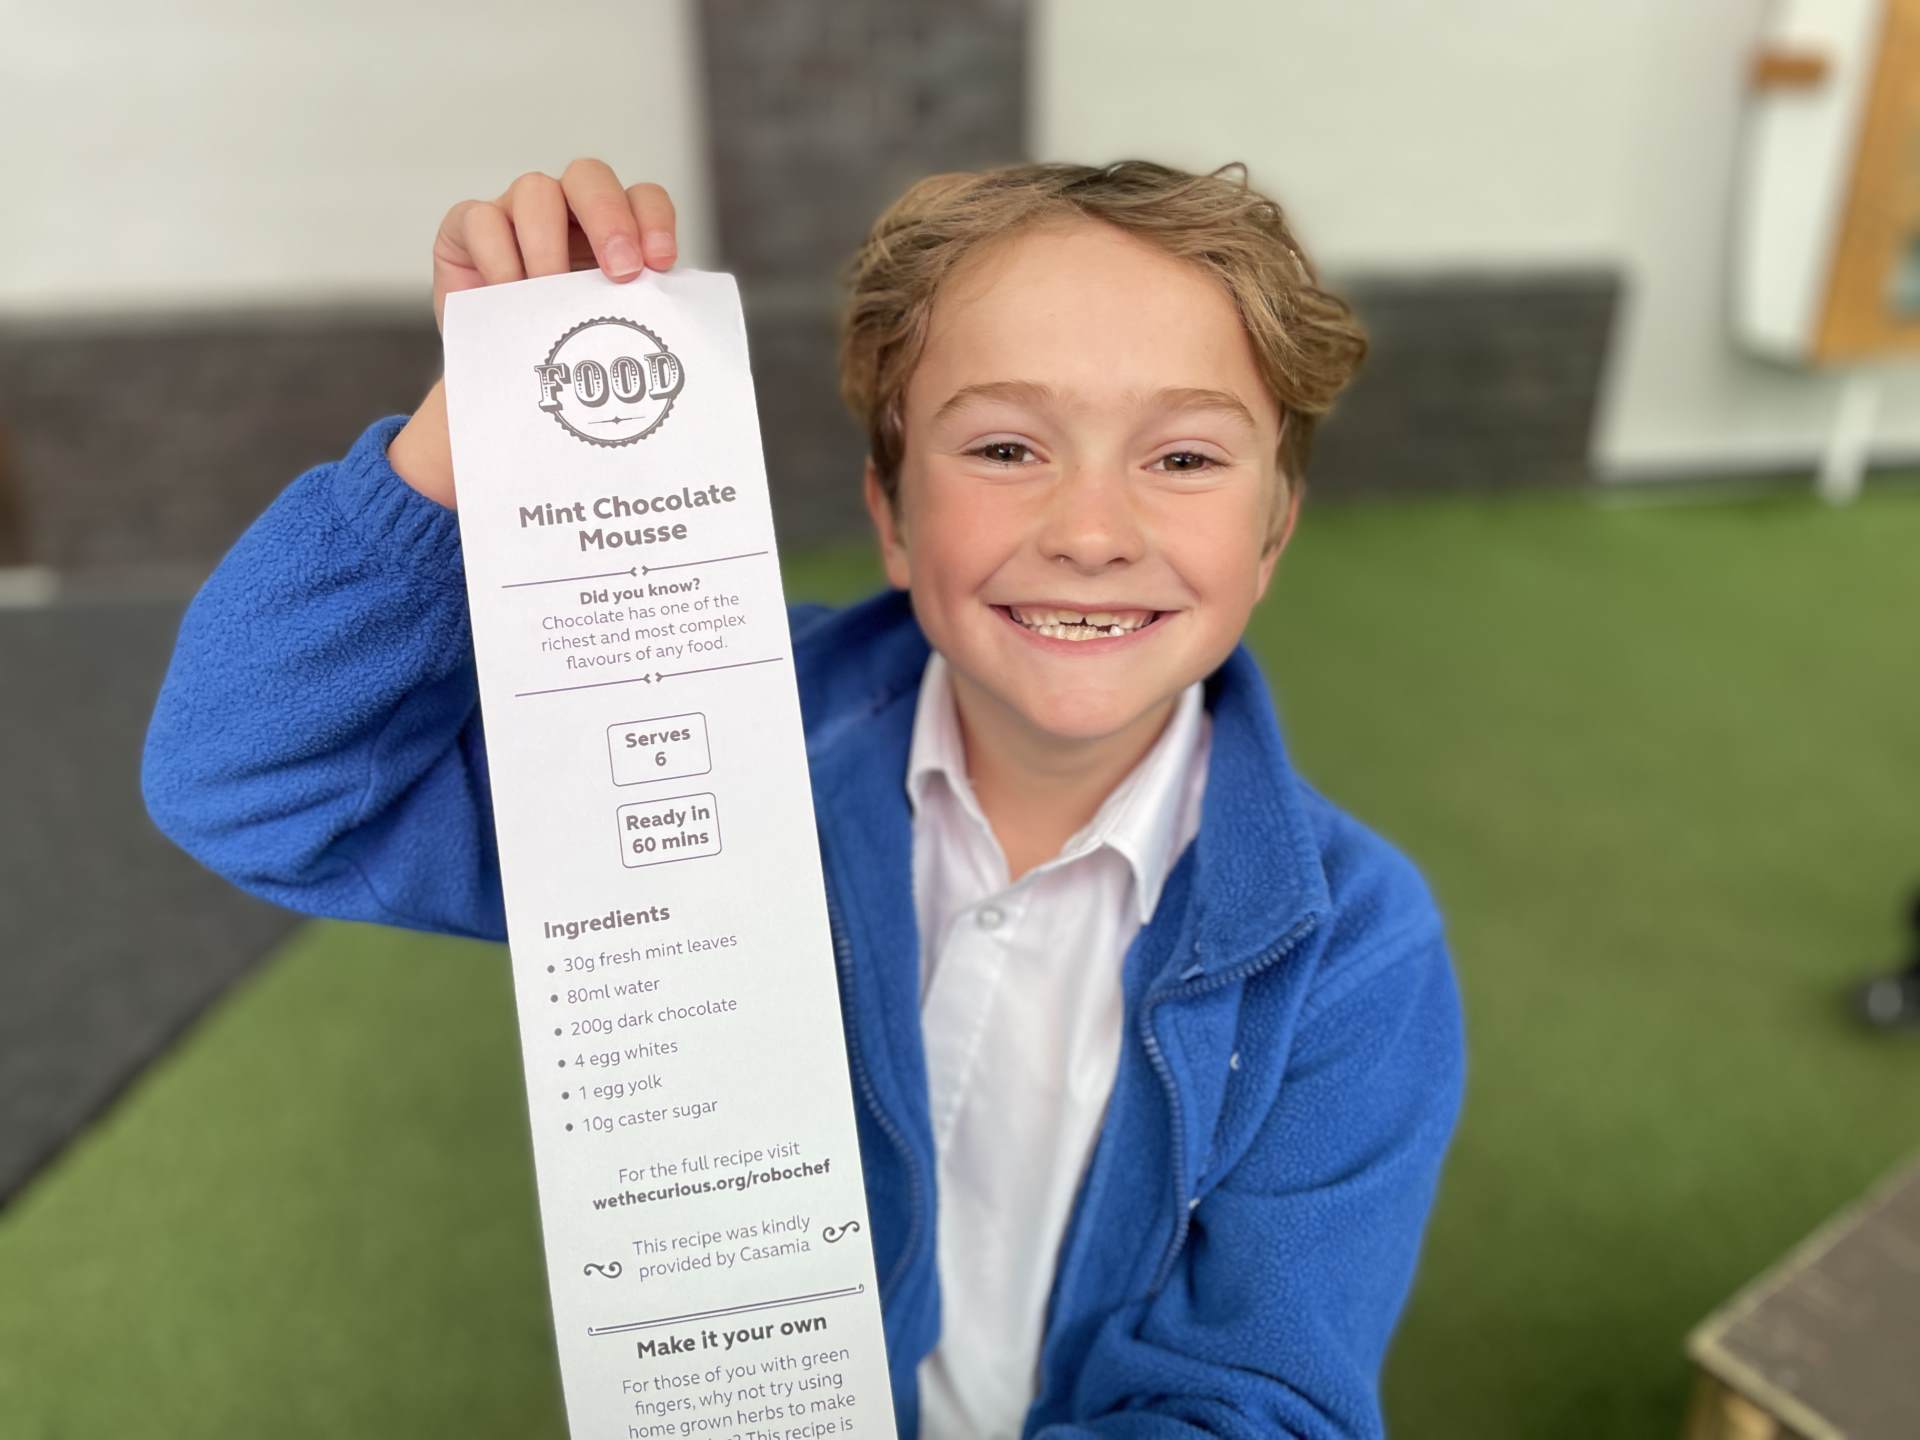 FOOD
Mint Chocolate
Mousse
Did you know?
Chocolate has one of the
richest and most complex
flavours of any food.
Serves
6
Ready in
60 mins
Ingredients
• 30g fresh mint leaves
• 80ml water
• 200g dark chocolate
• 4 egg whites
• 1 egg yolk
• 10g caster sugar
For the full recipe visit
wethecurious.org/robochef
This recipe was kindly
provided by Casamia
Make it your own
For those of you with green
fingers, why not try using
home grown herbs to make
This recipe is